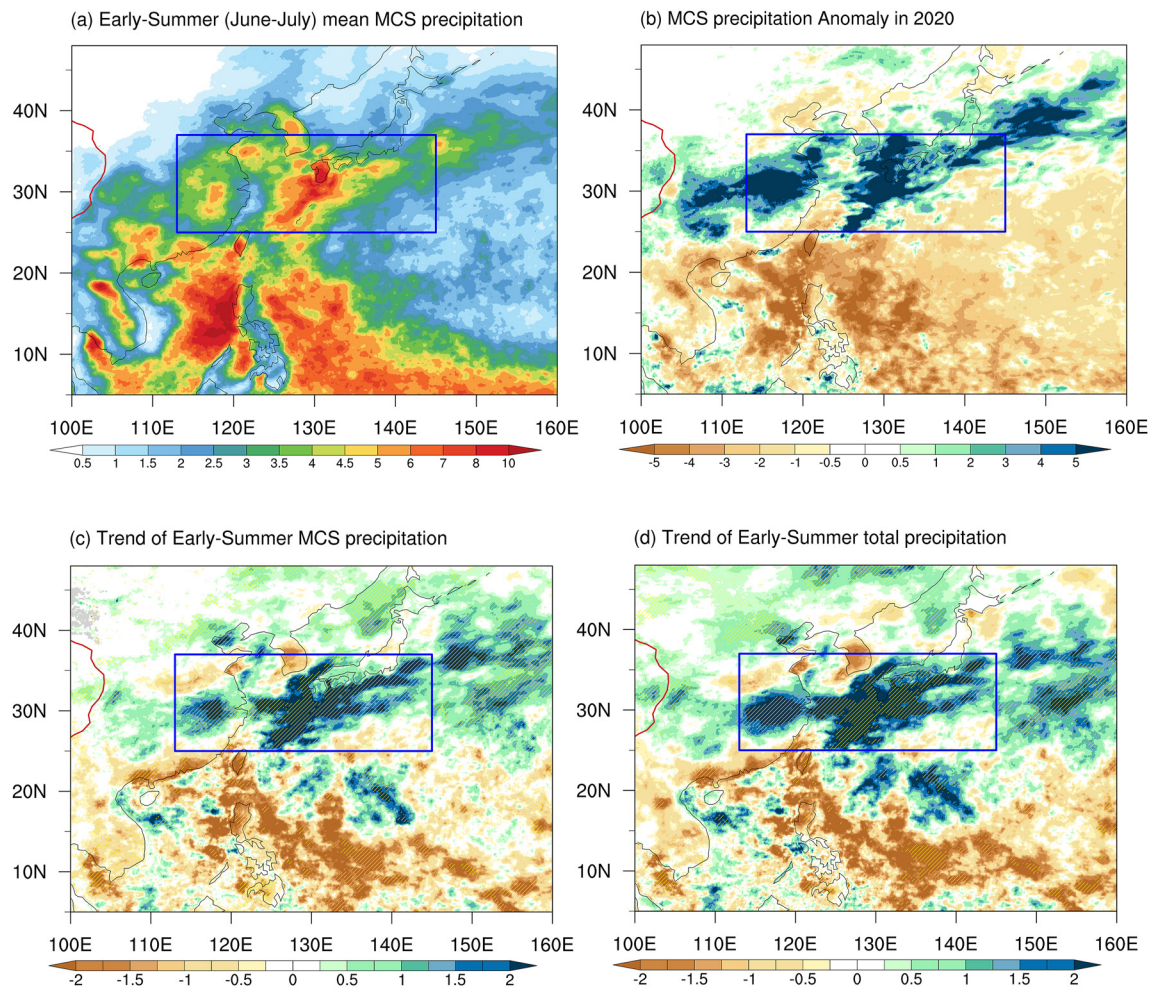 (a) Early-Summer (June-July) mean MCS precipitation
40N
30N
20N
10N
100E 110E 120E 130E 140E 150E 160E
0.5 1 1.5 2 2.5 3 3.5 4 4.5 5 6 7 8 10
(b) MCS precipitation Anomaly in 2020
40N
30N
20N
10N
100E 110E 120E 130E 140E 150E 160E
-5 -4 -3 -2 -1 -0.5 0 0.5 1 2 3 4 5
(c) Trend of Early-Summer MCS precipitation
40N
30N
20N
10N
100E 110E 120E 130E 140E 150E 160E
-2 -1.5 -1 -0.5 0 0.5 1 1.5 2
(d) Trend of Early-Summer total precipitation
40N
30N
20N
10N
100E 110E 120E 130E 140E 150E 160E
-2 -1.5 -1 -0.5 0 0.5 1 1.5 2